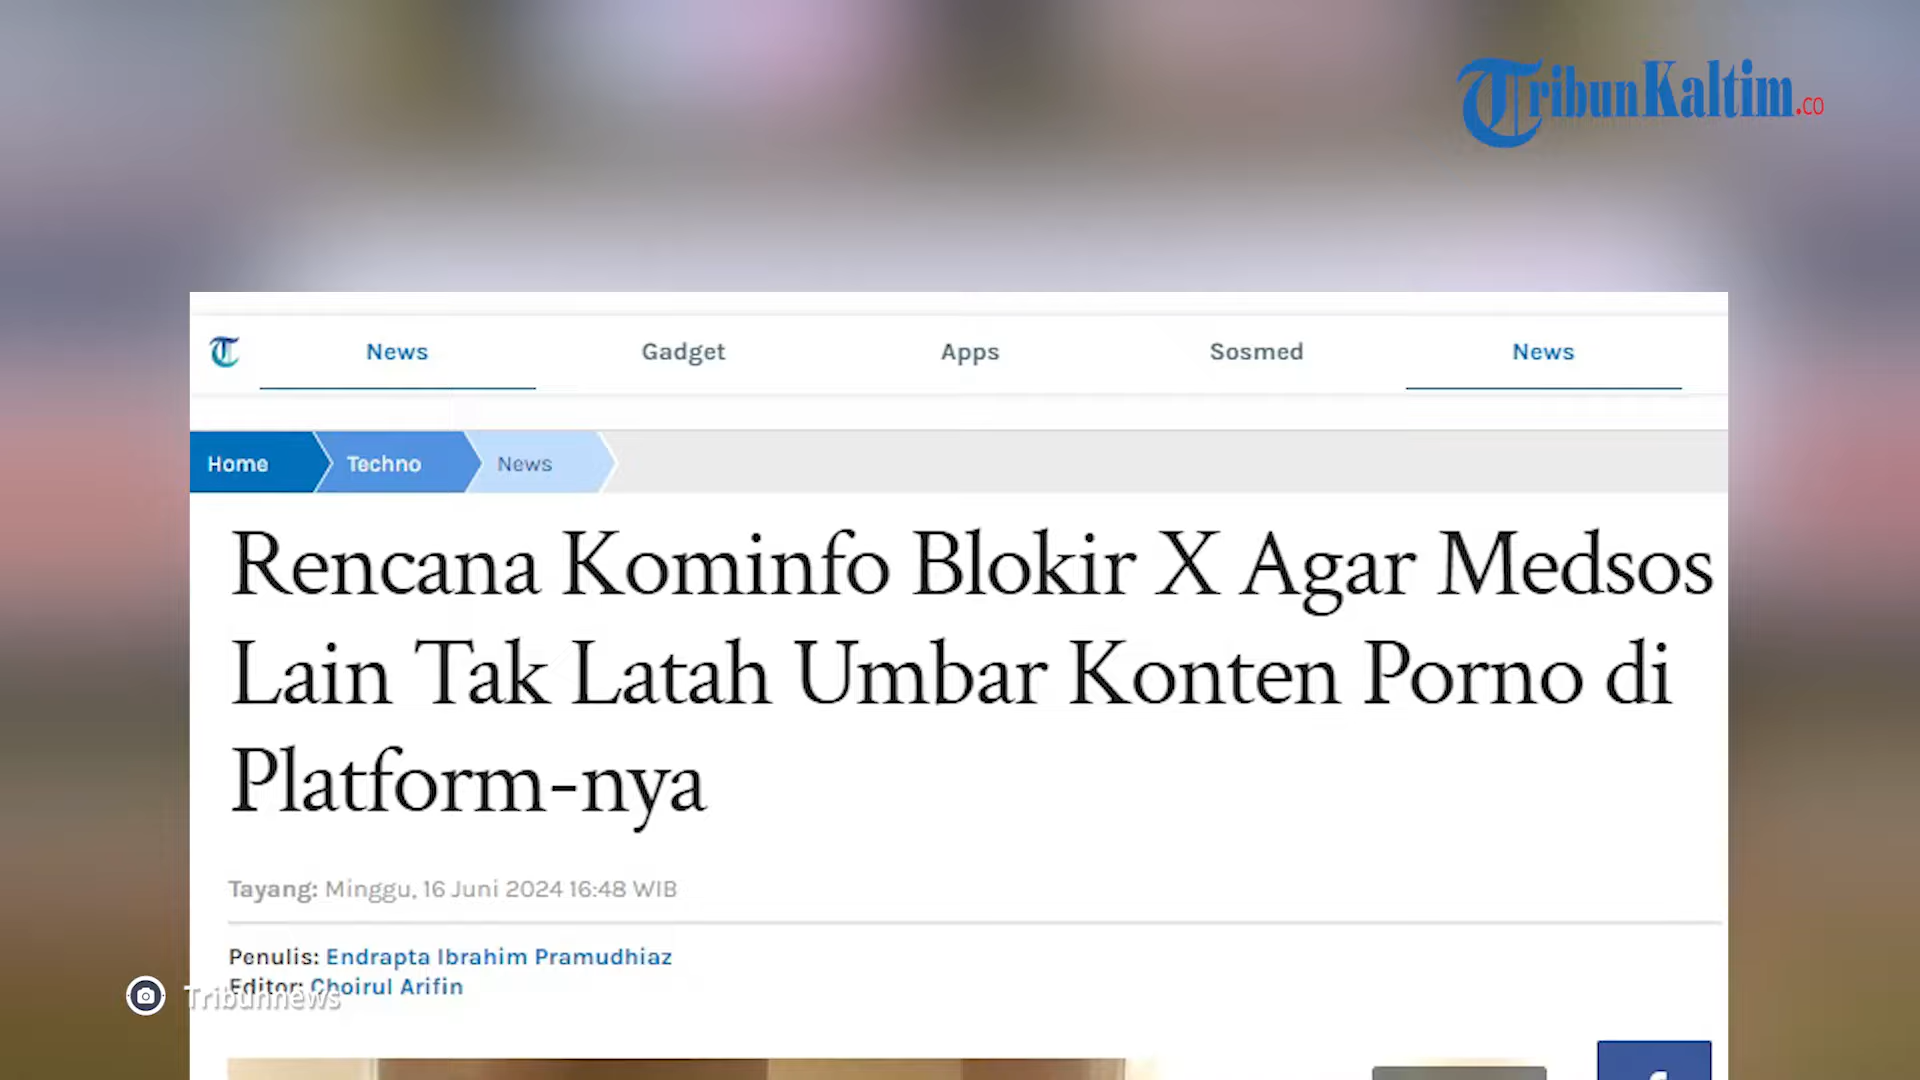 TribunKaltim.co
News Gadget Apps Sosmed News
Home Techno News
Rencana Kominfo Blokir X Agar Medsos
Lain Tak Latah Umbar Konten Porno di
Platform-nya
Tayang: Minggu, 16 Juni 2024 16:48 WIB
Penulis: Endrapta Ibrahim Pramudhiaz
Editor: Choirul Arifin
Tribunnews